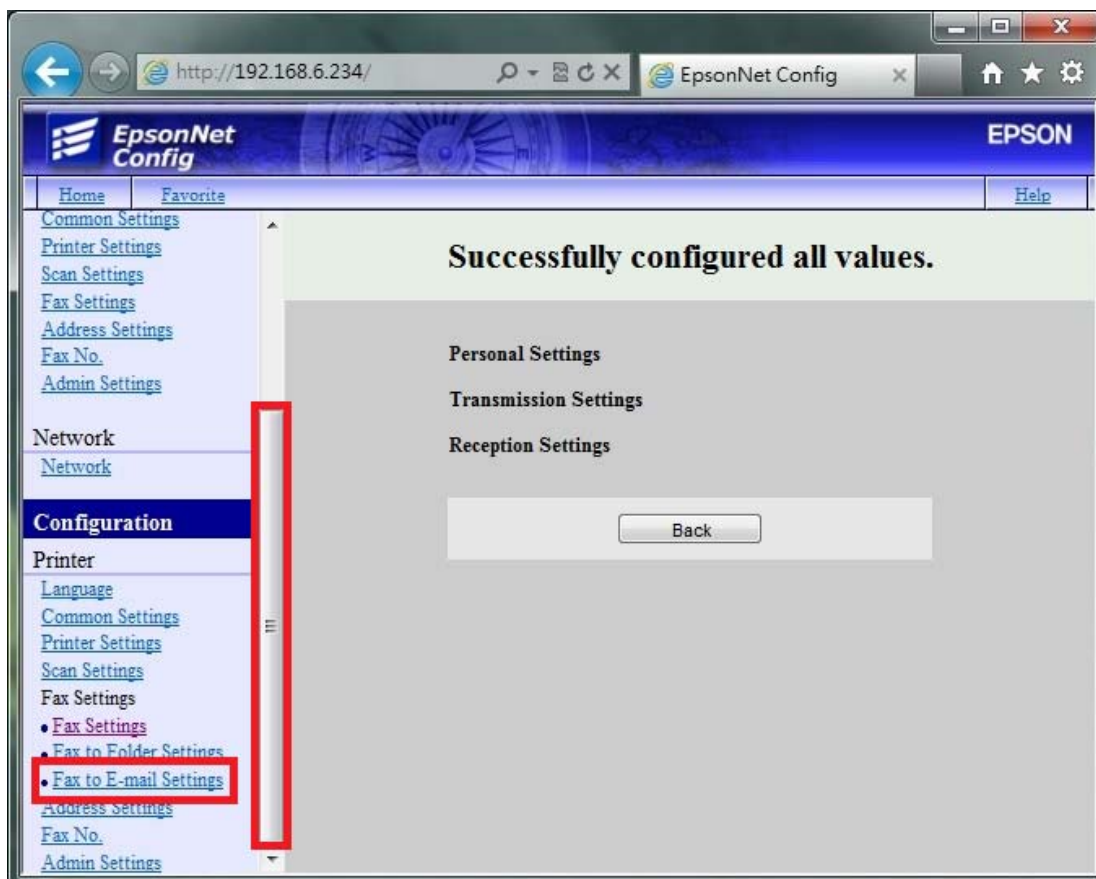 http://192.168.6.234/
EpsonNet Config
EpsonNet
Config
EPSON
Home
Favorite
Help
Common Settings
Printer Settings
Scan Settings
Fax Settings
Address Settings
Fax No.
Admin Settings
Network
Network
Configuration
Printer
Language
Common Settings
Printer Settings
Scan Settings
Fax Settings
Fax Settings
Fax to Folder Settings
Fax to E-mail Settings
Address Settings
Fax No.
Admin Settings
Successfully configured all values.
Personal Settings
Transmission Settings
Reception Settings
Back